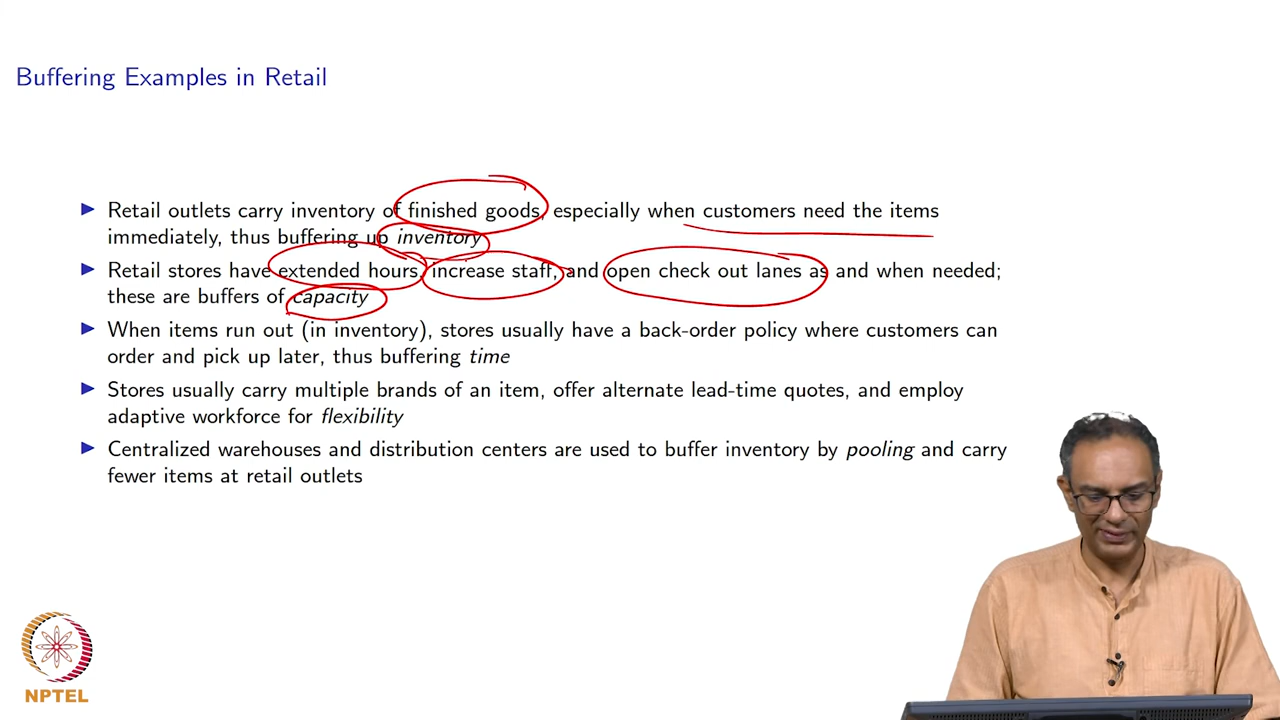 Buffering Examples in Retail
Retail outlets carry inventory of finished goods, especially when customers need the items
immediately, thus buffering up inventory
Retail stores have extended hours, increase staff, and open check out lanes as and when needed;
these are buffers of capacity
When items run out (in inventory), stores usually have a back-order policy where customers can
order and pick up later, thus buffering time
Stores usually carry multiple brands of an item, offer alternate lead-time quotes, and employ
adaptive workforce for flexibility
Centralized warehouses and distribution centers are used to buffer inventory by pooling and carry
fewer items at retail outlets
NPTEL